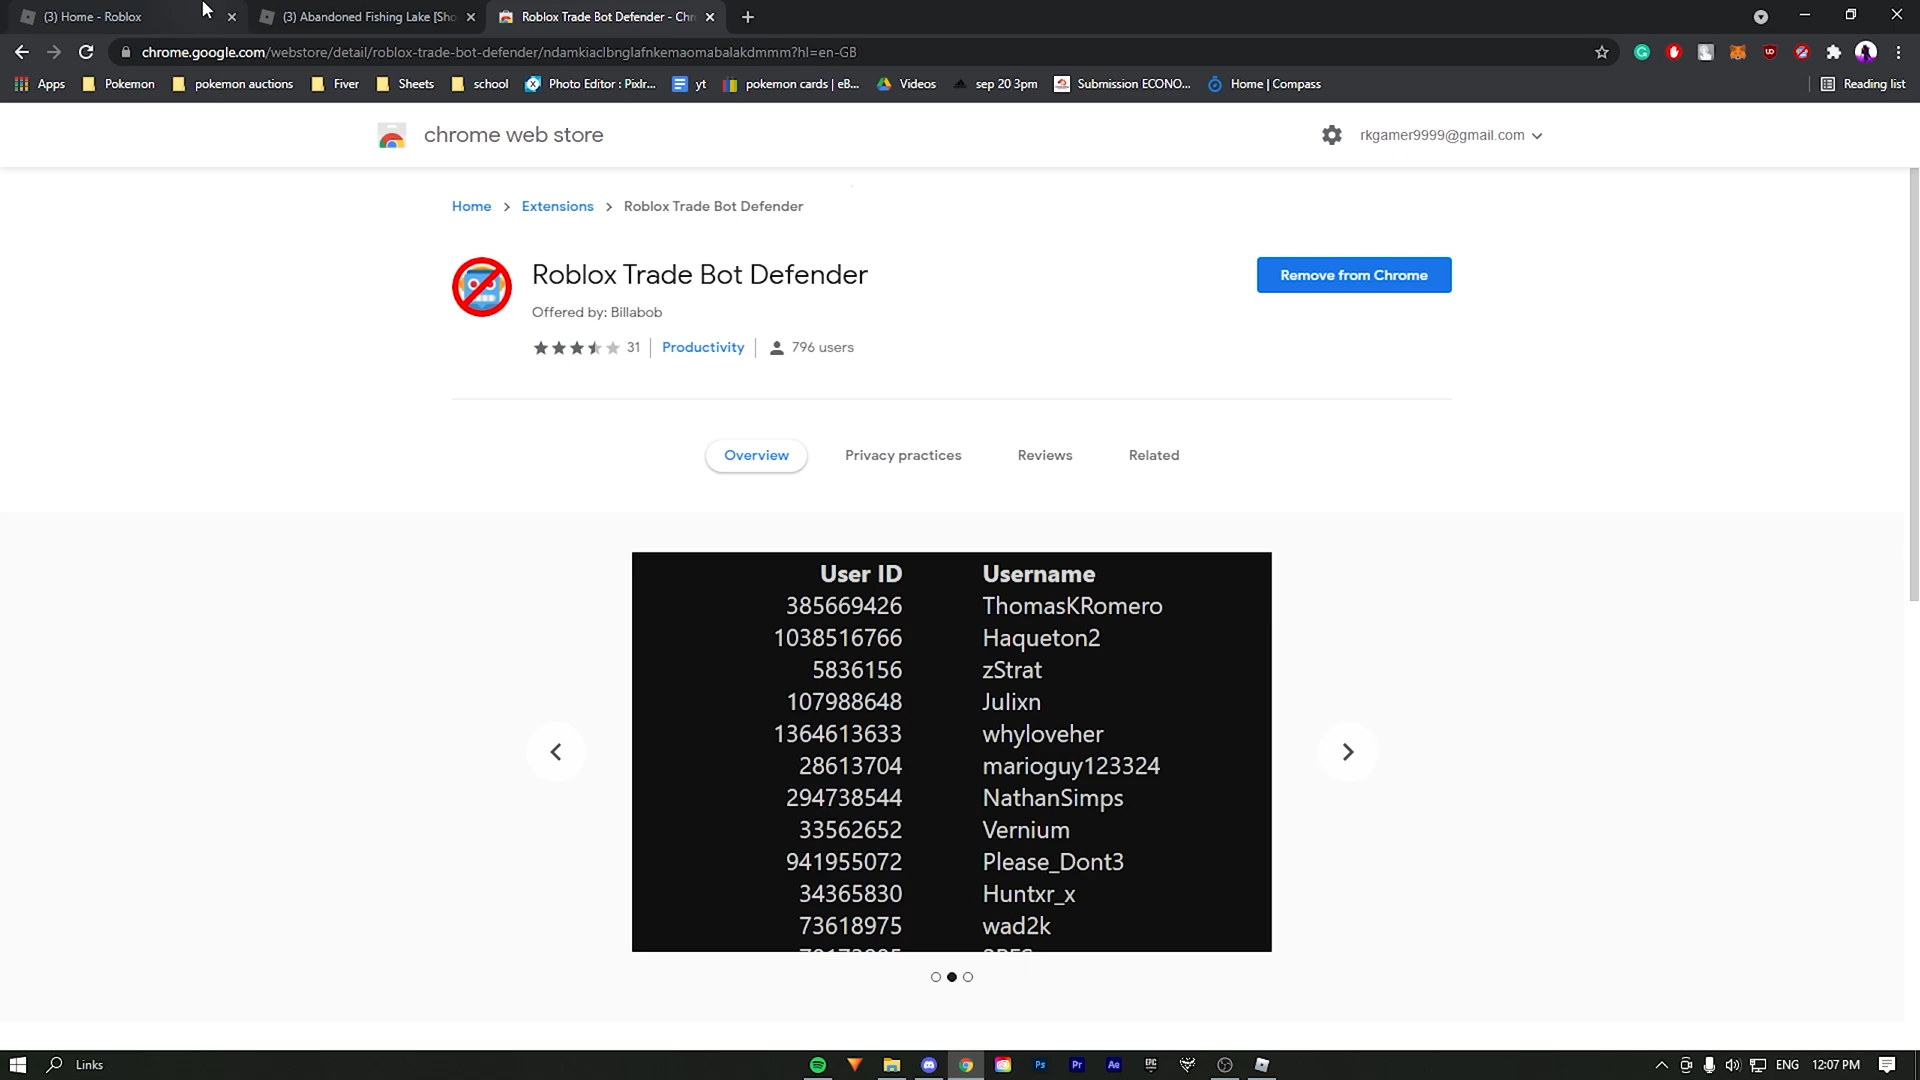 (3) Home - Roblox
(3) Abandoned Fishing Lake [Sho
Roblox Trade Bot Defender - Chr
chrome.google.com/webstore/detail/roblox-trade-bot-defender/ndamkiaclbnglafnkemaomabalakdmmm?hl=en-GB
Apps Pokemon pokemon auctions Fiver Sheets school Photo Editor : Pixlr... yt pokemon cards | eB... Videos sep 20 3pm Submission ECONO... Home | Compass Reading list
chrome web store rkgamer9999@gmail.com
Home > Extensions > Roblox Trade Bot Defender
Roblox Trade Bot Defender
Remove from Chrome
Offered by: Billabob
31 | Productivity | 796 users
Overview Privacy practices Reviews Related
User ID Username
385669426 ThomasKRomero
1038516766 Haqueton2
5836156 zStrat
107988648 Julixn
1364613633 whyloveher
28613704 marioguy123324
294738544 NathanSimps
33562652 Vernium
941955072 Please_Dont3
34365830 Huntxr_x
73618975 wad2k
Links Ps Pr Ae ENG 12:07 PM